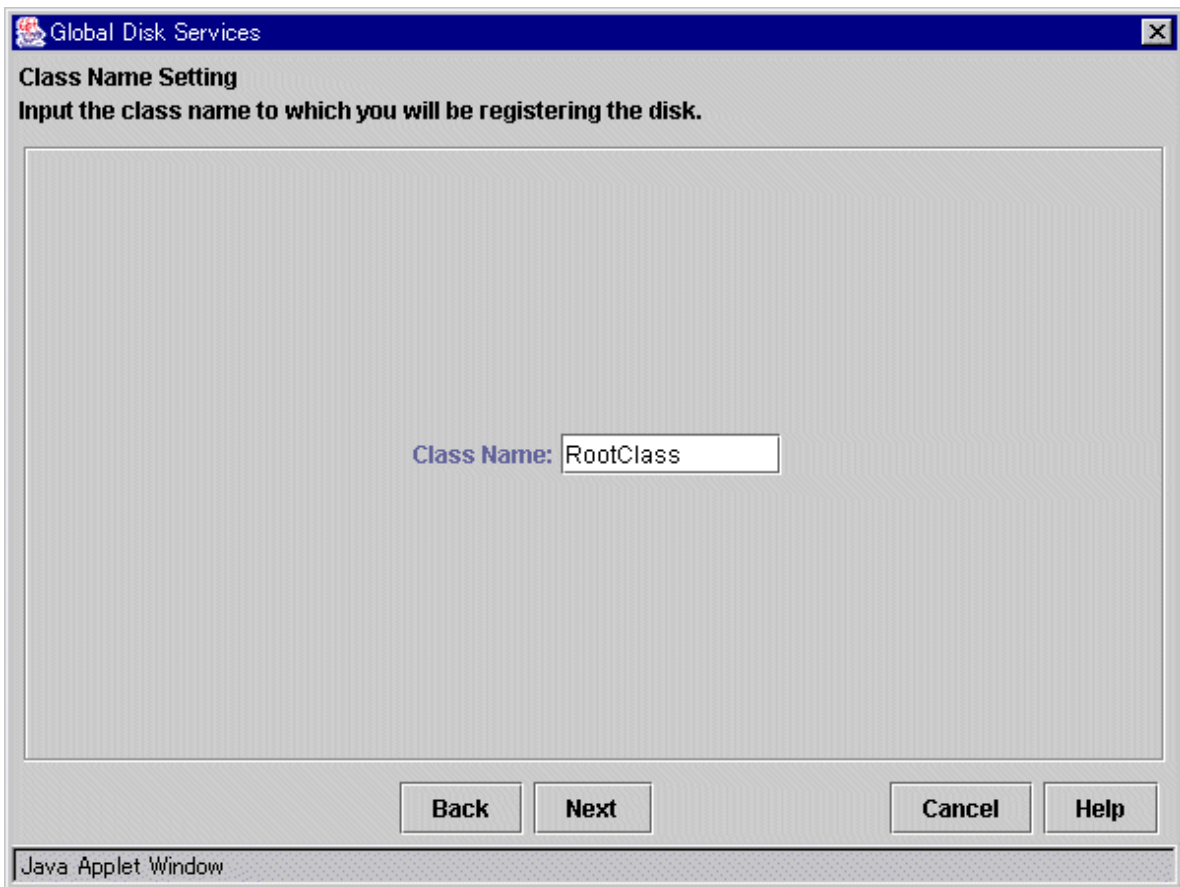 Global Disk Services
Class Name Setting
Input the class name to which you will be registering the disk.
Class Name: RootClass
Back Next Cancel Help
Java Applet Window